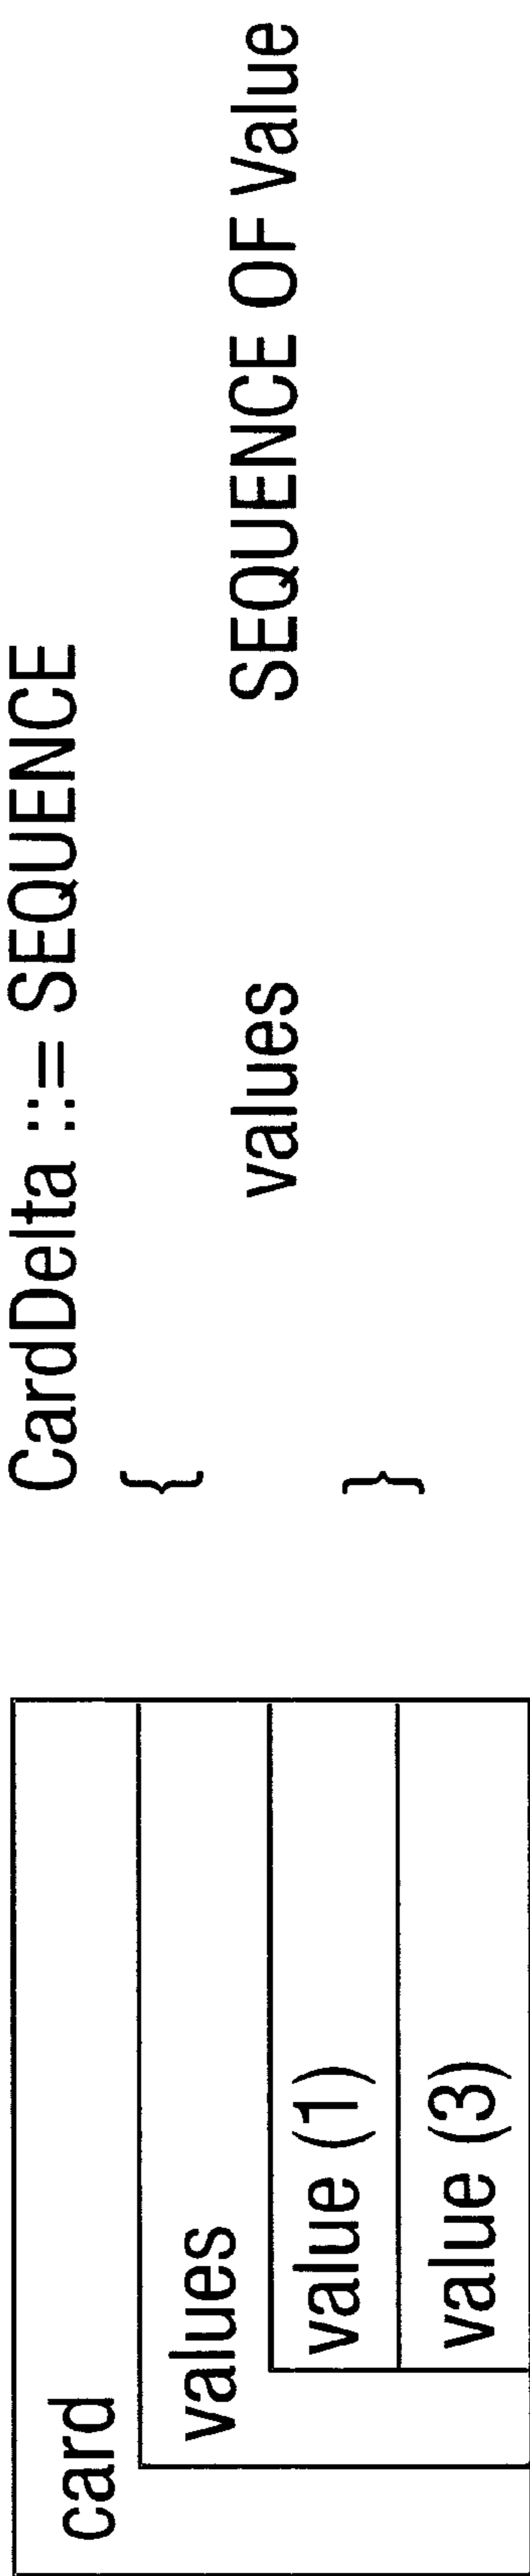 card
values
value (1)
value (3)
CardDelta ::= SEQUENCE
{
values SEQUENCE OF Value
}